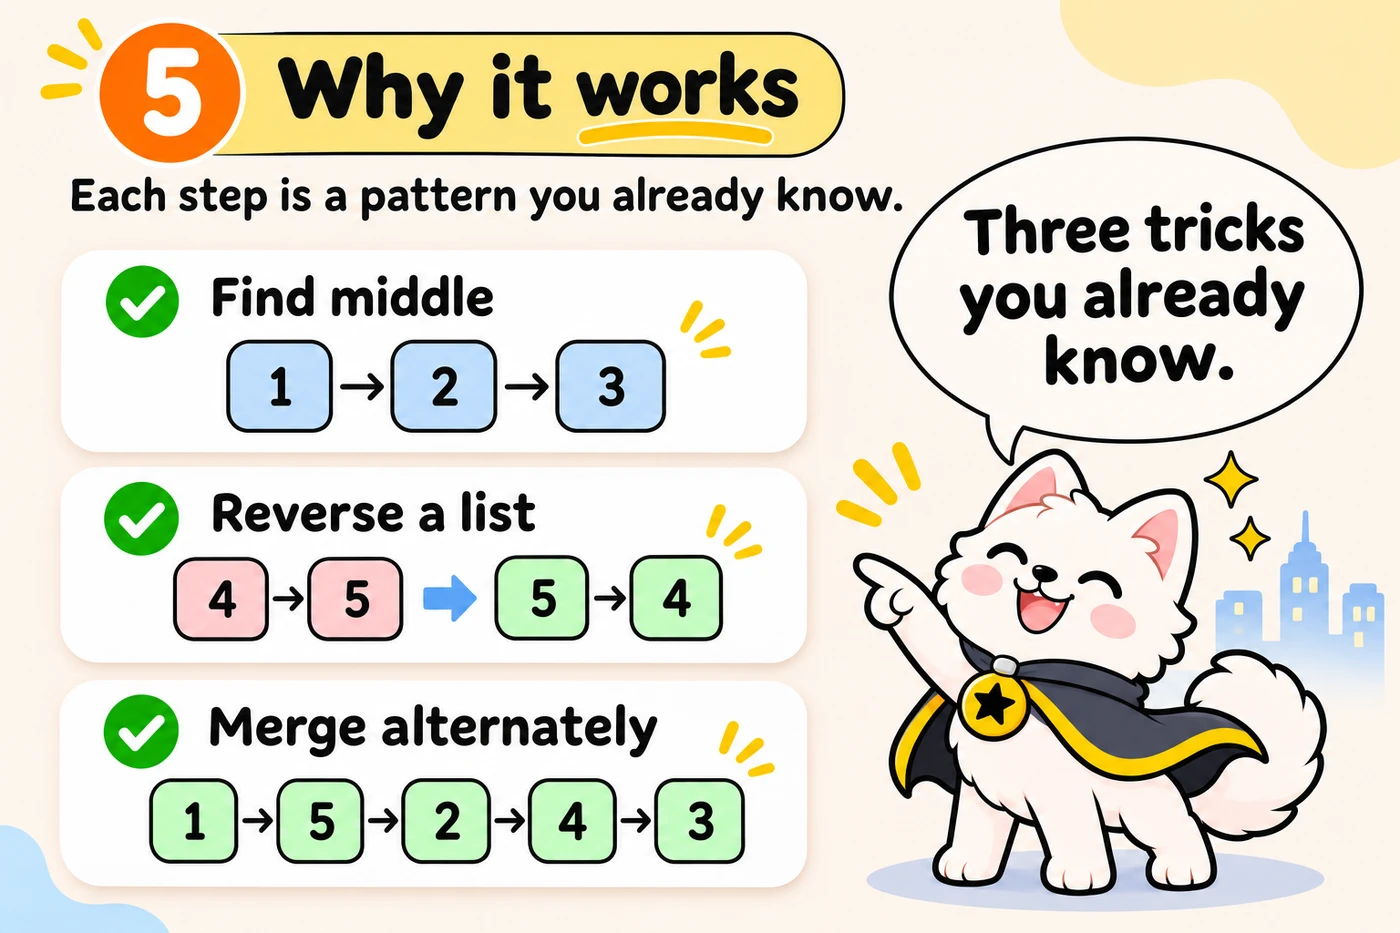 5 Why it works
Each step is a pattern you already know.
Three tricks
you already
know.
Find middle
1 → 2 → 3
Reverse a list
4 → 5 5 → 4
Merge alternately
1 → 5 → 2 → 4 → 3